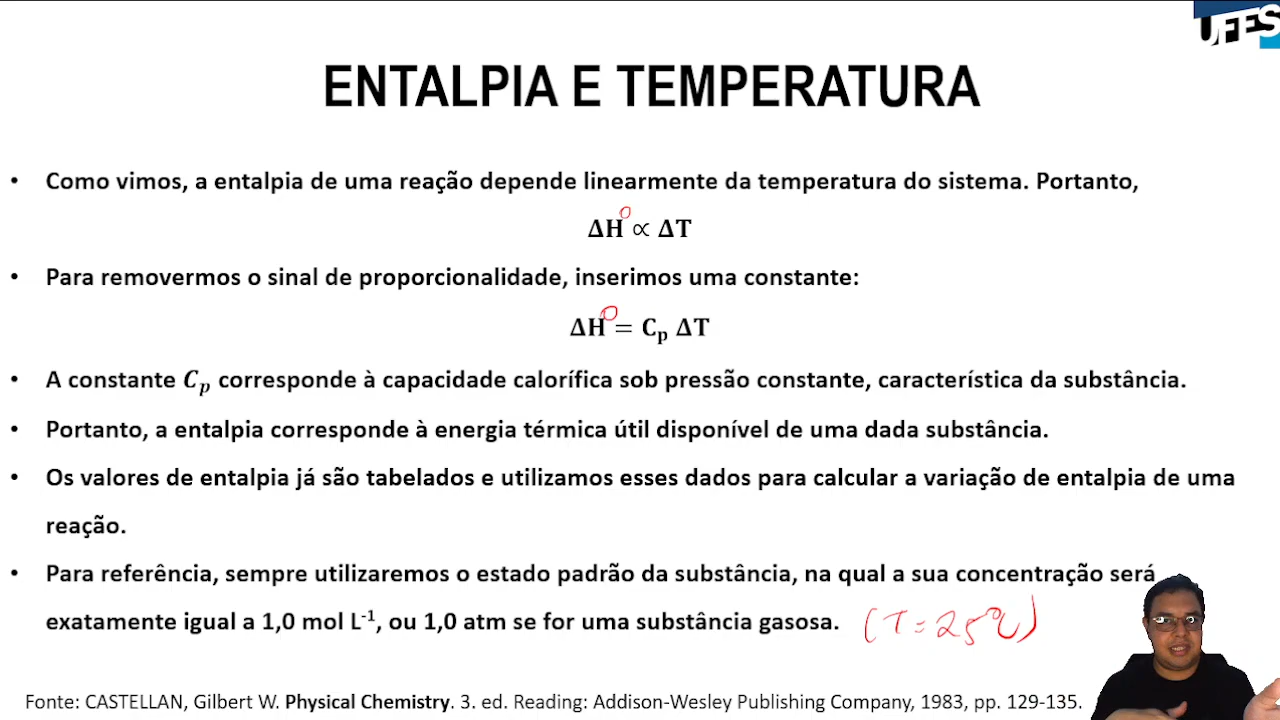 UFES
ENTALPIA E TEMPERATURA
• Como vimos, a entalpia de uma reação depende linearmente da temperatura do sistema. Portanto,
ΔH° ∝ ΔT
• Para removermos o sinal de proporcionalidade, inserimos uma constante:
ΔH° = Cp ΔT
• A constante Cp corresponde à capacidade calorífica sob pressão constante, característica da substância.
• Portanto, a entalpia corresponde à energia térmica útil disponível de uma dada substância.
• Os valores de entalpia já são tabelados e utilizamos esses dados para calcular a variação de entalpia de uma
reação.
• Para referência, sempre utilizaremos o estado padrão da substância, na qual a sua concentração será
exatamente igual a 1,0 mol L⁻¹, ou 1,0 atm se for uma substância gasosa. (T = 25 °C)
Fonte: CASTELLAN, Gilbert W. Physical Chemistry. 3. ed. Reading: Addison-Wesley Publishing Company, 1983, pp. 129-135.